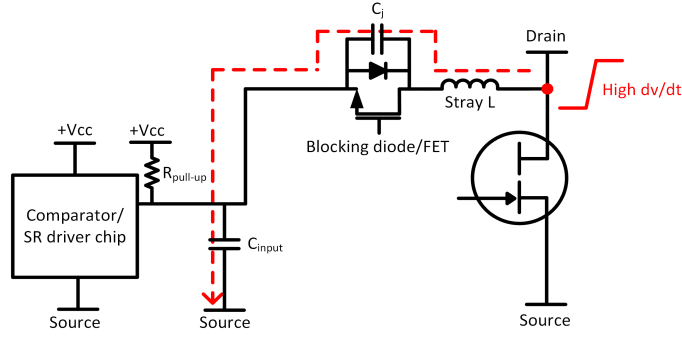 Cj
Drain
Stray L
High dv/dt
Blocking diode/FET
+Vcc
+Vcc
Rpull-up
Comparator/
SR driver chip
Cinput
Source
Source
Source